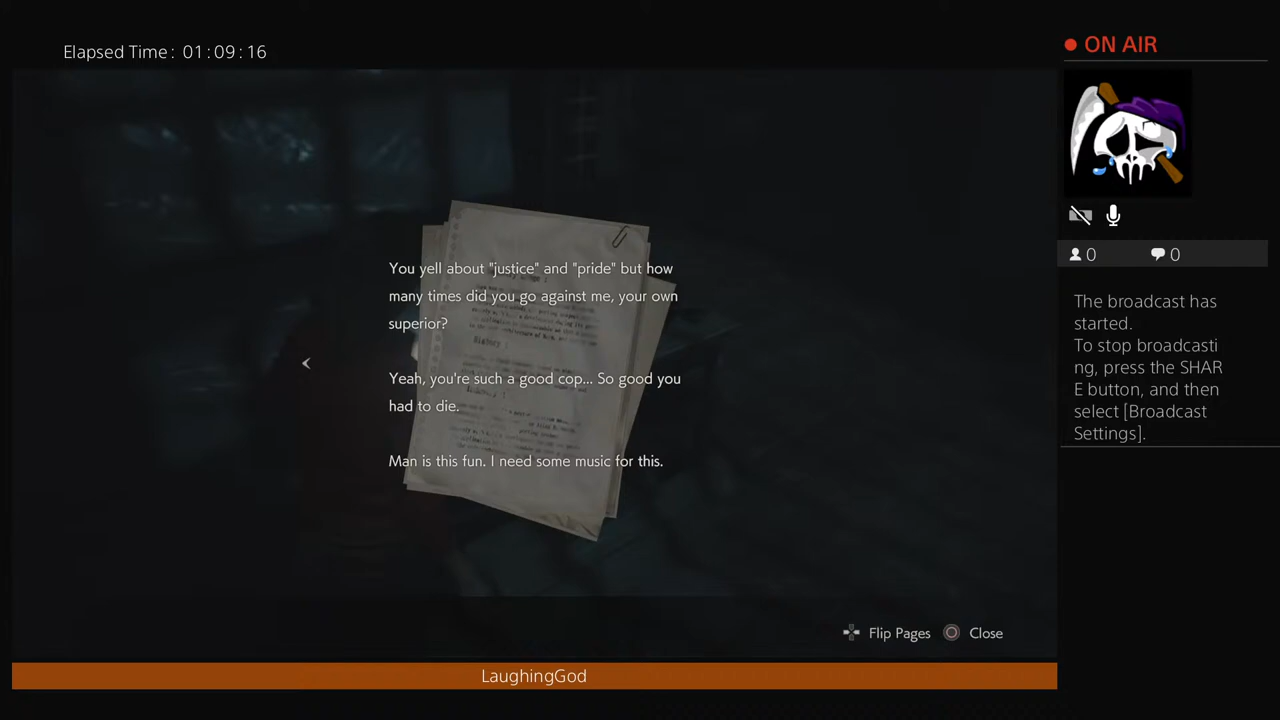 Elapsed Time: 01:09:16
ON AIR
0
0
The broadcast has
started.
To stop broadcasti
ng, press the SHAR
E button, and then
select [Broadcast
Settings].
You yell about "justice" and "pride" but how
many times did you go against me, your own
superior?
Yeah, you're such a good cop... So good you
had to die.
Man is this fun. I need some music for this.
History :
Flip Pages
Close
LaughingGod